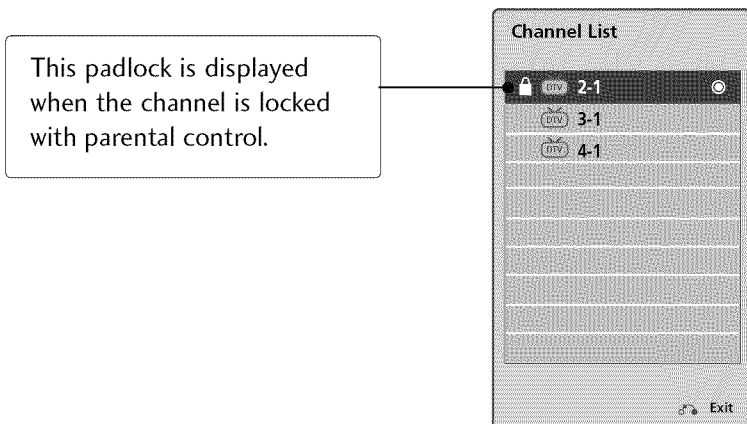 Channel List
This padlock is displayed
when the channel is locked
with parental control.
DTV 2-1
DTV 3-1
DTV 4-1
Exit